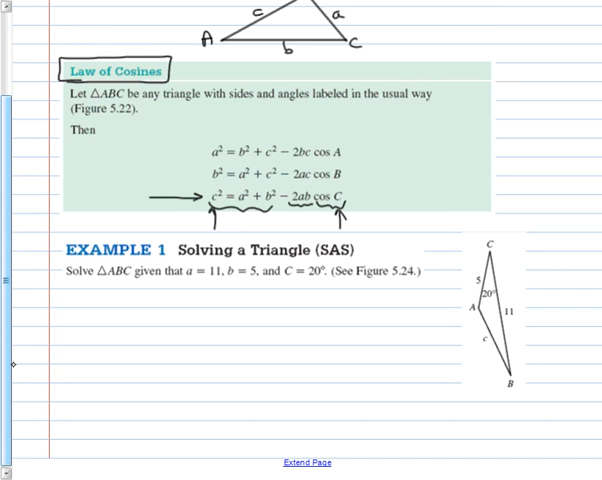 c
a
A
b
C
Law of Cosines
Let △ABC be any triangle with sides and angles labeled in the usual way
(Figure 5.22).
Then
a² = b² + c² − 2bc cos A
b² = a² + c² − 2ac cos B
c² = a² + b² − 2ab cos C
EXAMPLE 1 Solving a Triangle (SAS)
Solve △ABC given that a = 11, b = 5, and C = 20°. (See Figure 5.24.)
C
5
20°
A
11
c
B
Extend Page